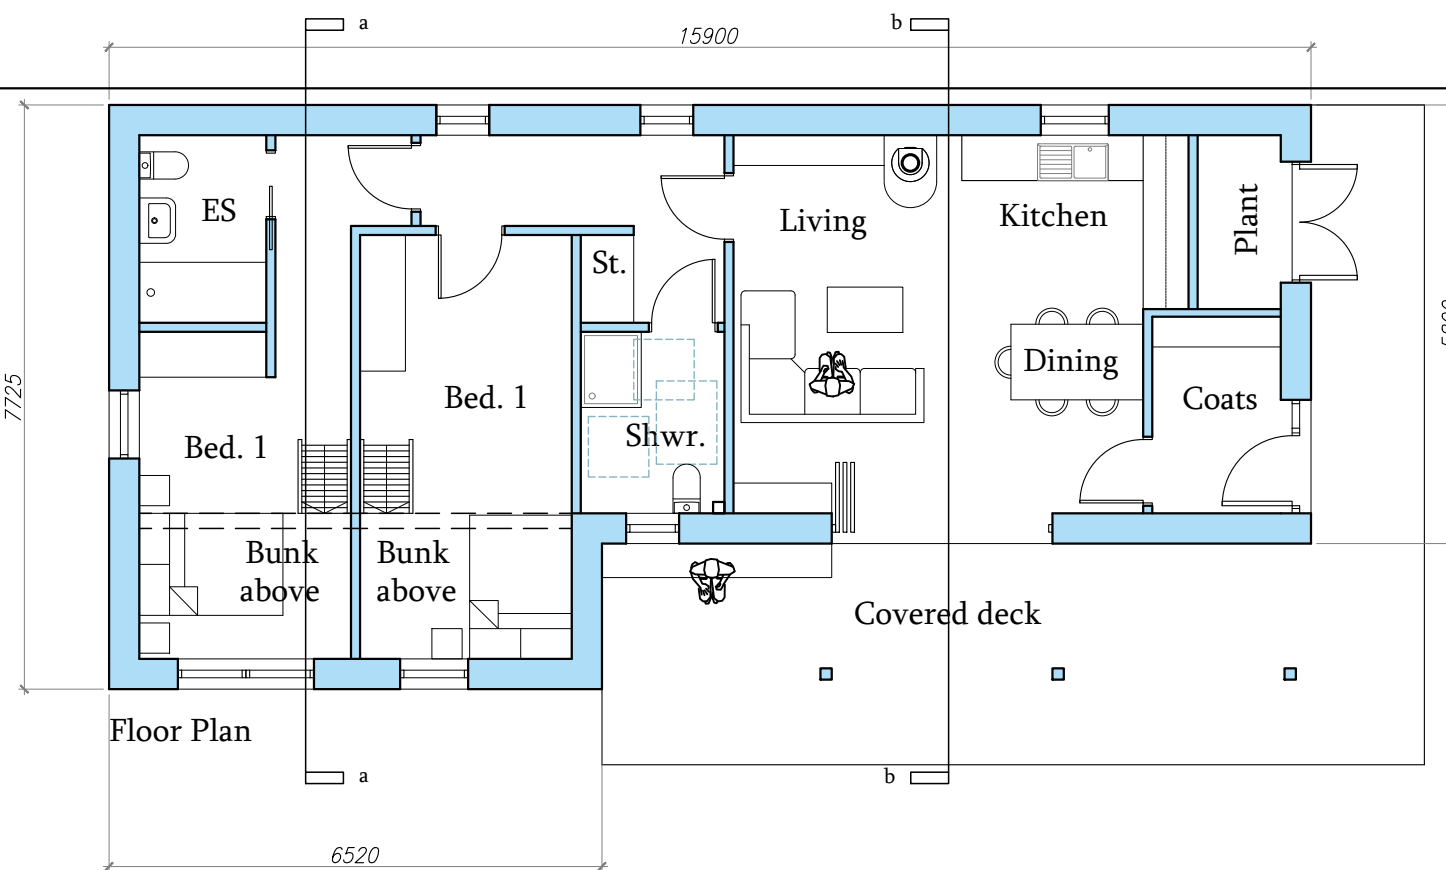 a
b
15900
ES
Living
Kitchen
Plant
St.
7725
Bed. 1
Dining
Coats
Bed. 1
Shwr.
Bunk
above
Bunk
above
Covered deck
Floor Plan
a
b
6520